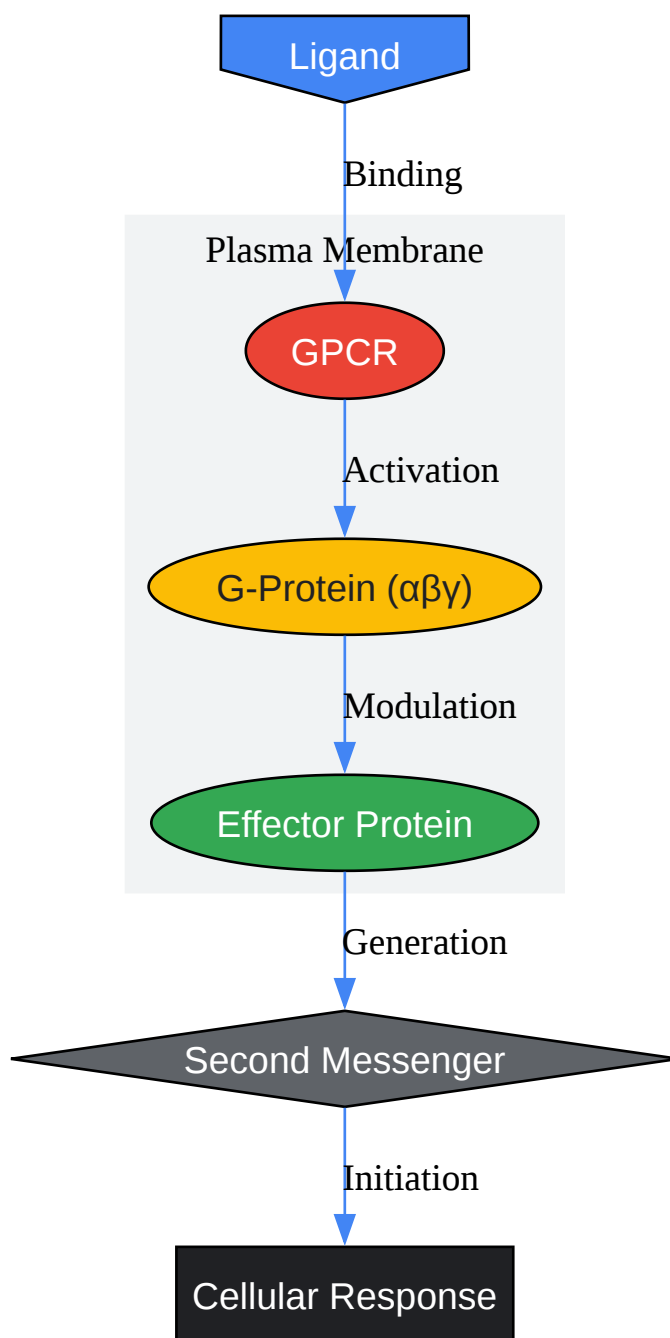 Ligand
Binding
Plasma Membrane
GPCR
Activation
G-Protein (αβγ)
Modulation
Effector Protein
Generation
Second Messenger
Initiation
Cellular Response